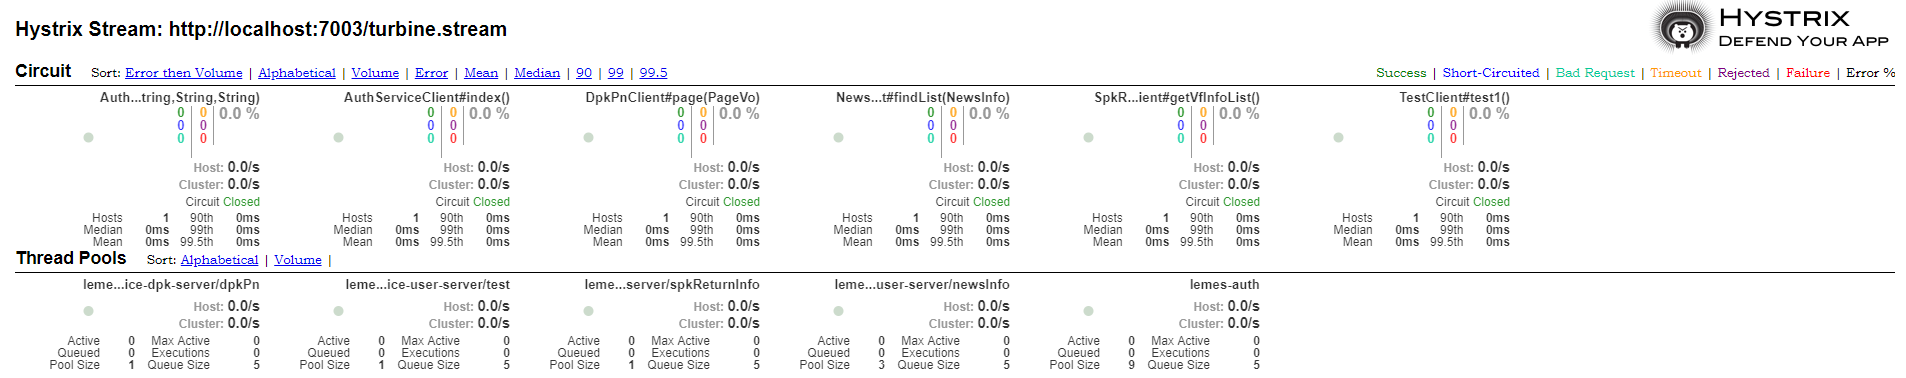 Hystrix Stream: http://localhost:7003/turbine.stream
HYSTRIX
DEFEND YOUR APP
Circuit Sort: Error then Volume | Alphabetical | Volume | Error | Mean | Median | 90 | 99 | 99.5
Success | Short-Circuited | Bad Request | Timeout | Rejected | Failure | Error %
Auth...tring,String,String)
0 0 0.0 %
0 0
0 0
Host: 0.0/s
Cluster: 0.0/s
Circuit Closed
Hosts 1 90th 0ms
Median 0ms 99th 0ms
Mean 0ms 99.5th 0ms
AuthServiceClient#index()
0 0 0.0 %
0 0
0 0
Host: 0.0/s
Cluster: 0.0/s
Circuit Closed
Hosts 1 90th 0ms
Median 0ms 99th 0ms
Mean 0ms 99.5th 0ms
DpkPnClient#page(PageVo)
0 0 0.0 %
0 0
0 0
Host: 0.0/s
Cluster: 0.0/s
Circuit Closed
Hosts 1 90th 0ms
Median 0ms 99th 0ms
Mean 0ms 99.5th 0ms
News...t#findList(NewsInfo)
0 0 0.0 %
0 0
0 0
Host: 0.0/s
Cluster: 0.0/s
Circuit Closed
Hosts 1 90th 0ms
Median 0ms 99th 0ms
Mean 0ms 99.5th 0ms
SpkR...ient#getVfInfoList()
0 0 0.0 %
0 0
0 0
Host: 0.0/s
Cluster: 0.0/s
Circuit Closed
Hosts 1 90th 0ms
Median 0ms 99th 0ms
Mean 0ms 99.5th 0ms
TestClient#test1()
0 0 0.0 %
0 0
0 0
Host: 0.0/s
Cluster: 0.0/s
Circuit Closed
Hosts 1 90th 0ms
Median 0ms 99th 0ms
Mean 0ms 99.5th 0ms
Thread Pools Sort: Alphabetical | Volume |
leme...ice-dpk-server/dpkPn
Host: 0.0/s
Cluster: 0.0/s
Active 0 Max Active 0
Queued 0 Executions 0
Pool Size 1 Queue Size 5
leme...ice-user-server/test
Host: 0.0/s
Cluster: 0.0/s
Active 0 Max Active 0
Queued 0 Executions 0
Pool Size 1 Queue Size 5
leme...server/spkReturnInfo
Host: 0.0/s
Cluster: 0.0/s
Active 0 Max Active 0
Queued 0 Executions 0
Pool Size 1 Queue Size 5
leme...user-server/newsInfo
Host: 0.0/s
Cluster: 0.0/s
Active 0 Max Active 0
Queued 0 Executions 0
Pool Size 3 Queue Size 5
lemes-auth
Host: 0.0/s
Cluster: 0.0/s
Active 0 Max Active 0
Queued 0 Executions 0
Pool Size 9 Queue Size 5